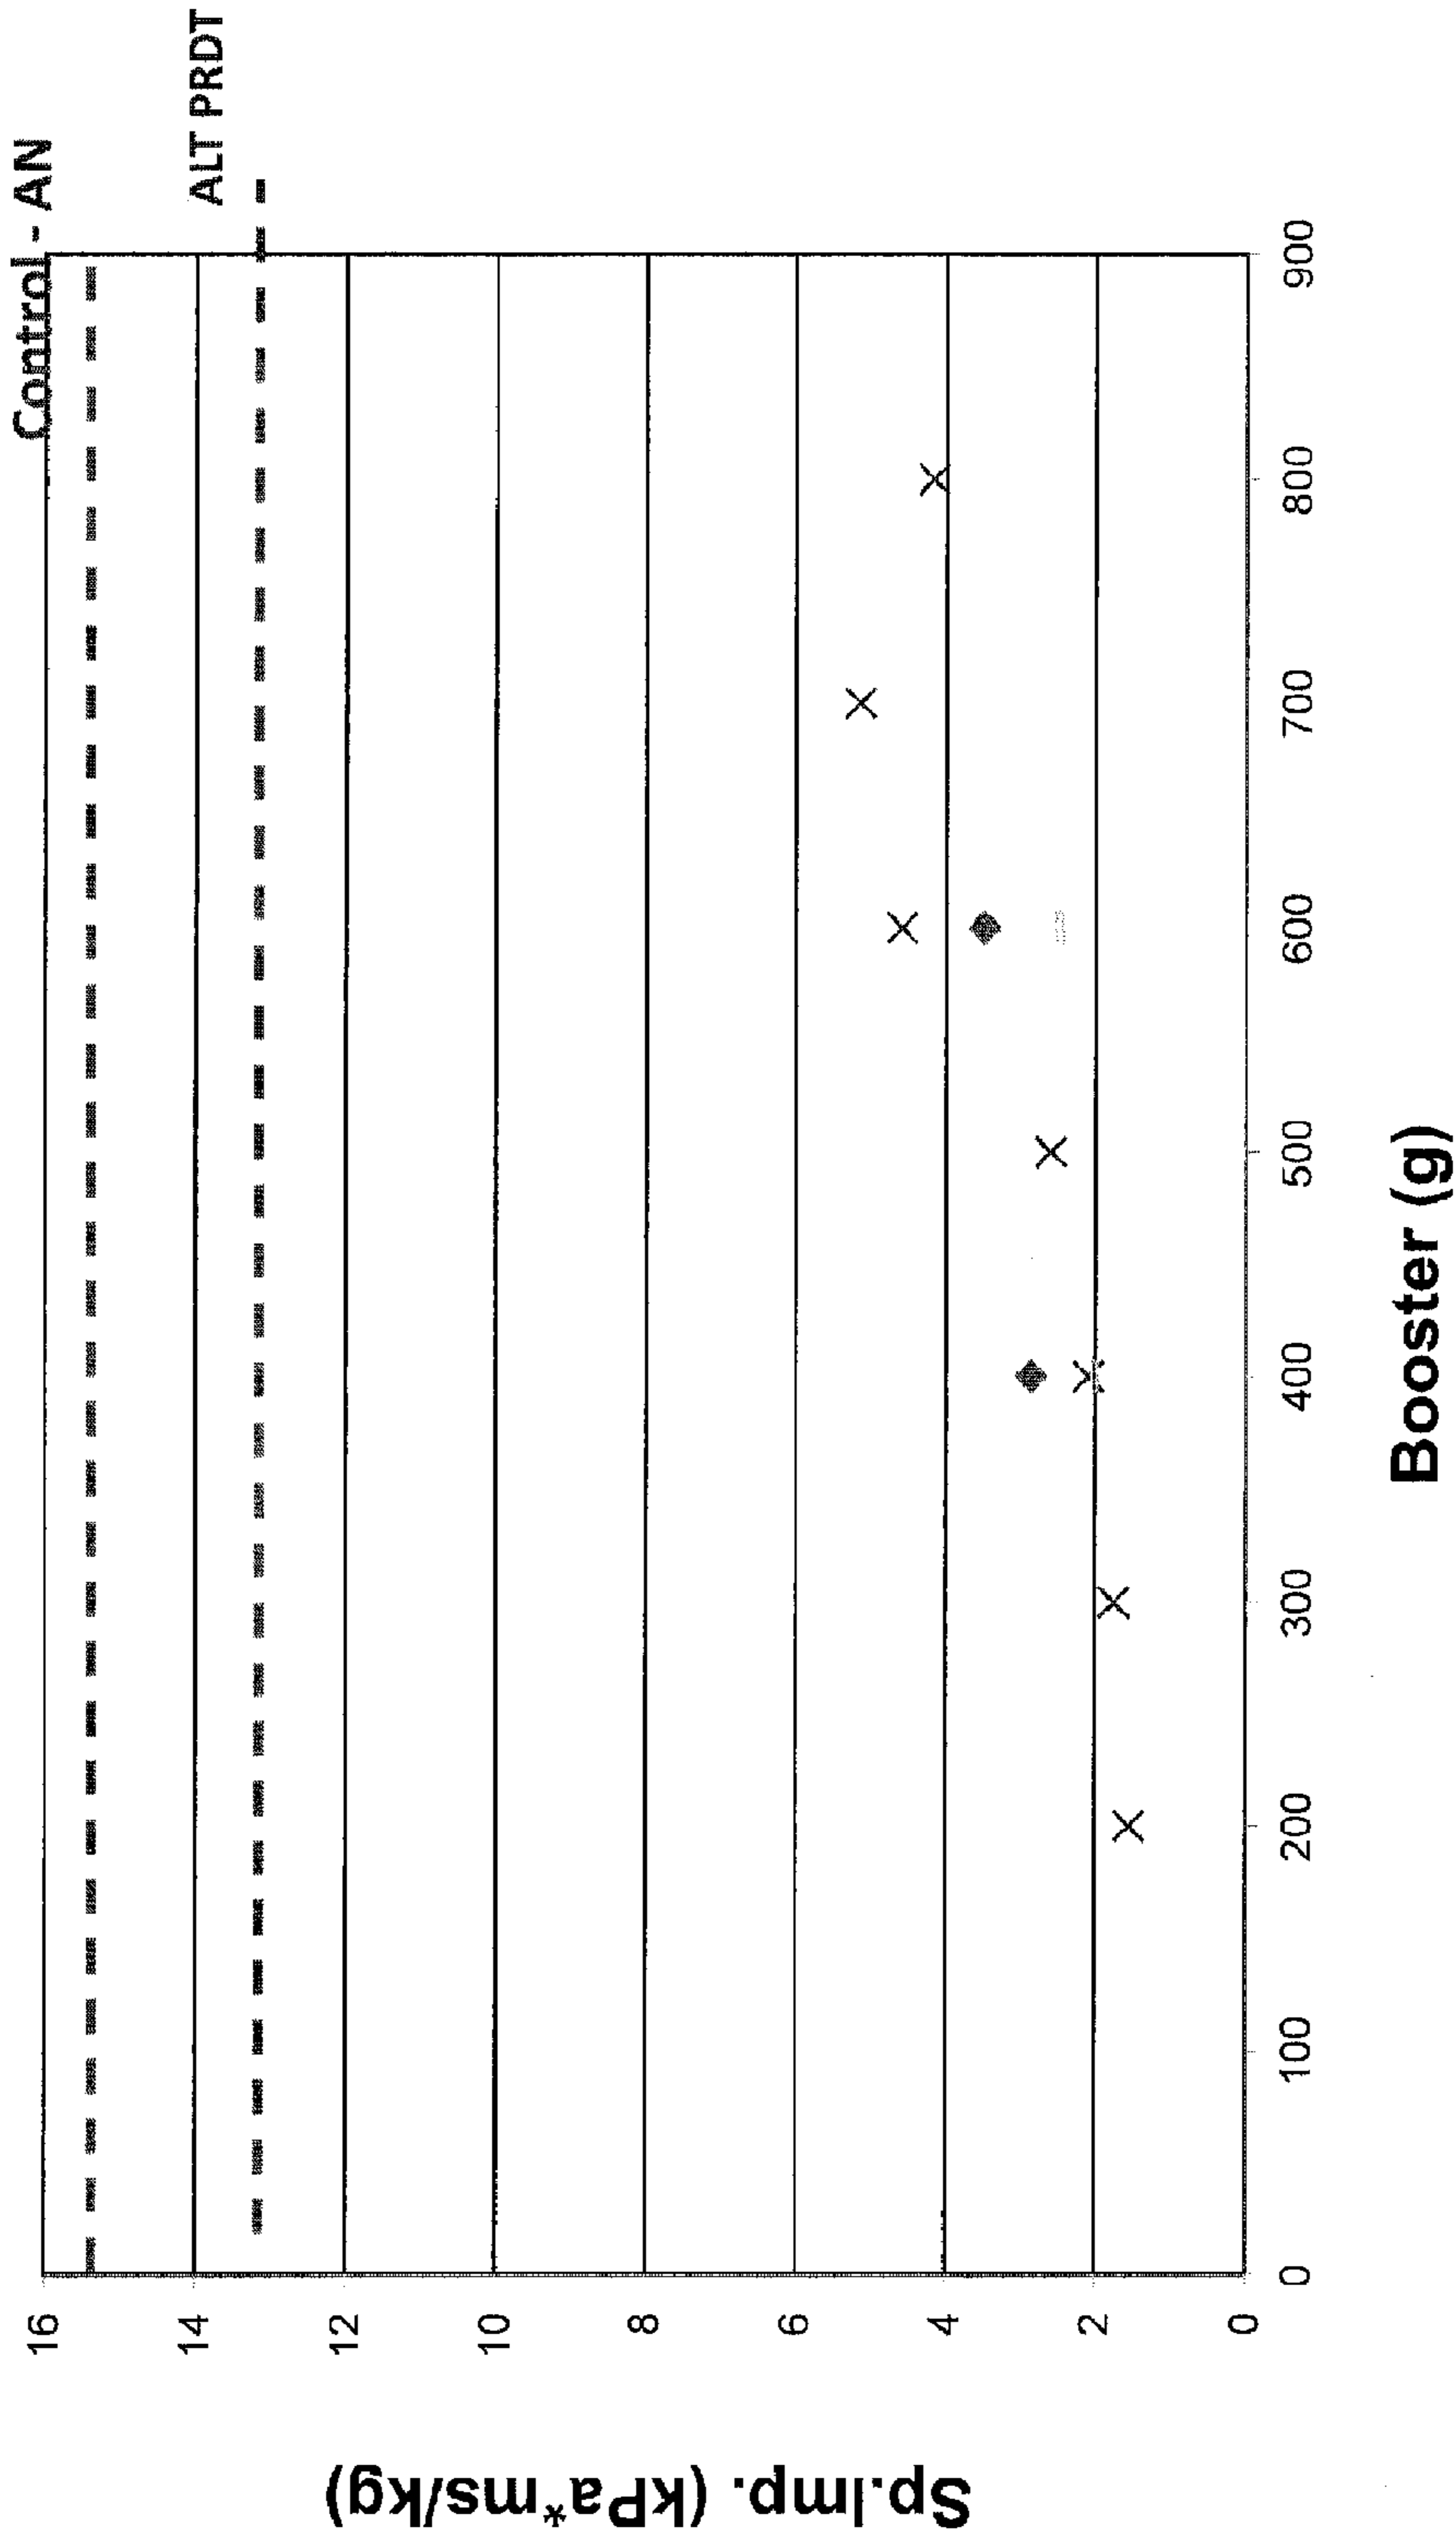 Control - AN
ALT PRDT
16
14
12
10
8
6
4
2
0
0 100 200 300 400 500 600 700 800 900
Booster (g)
Sp.Imp. (kPa*ms/kg)